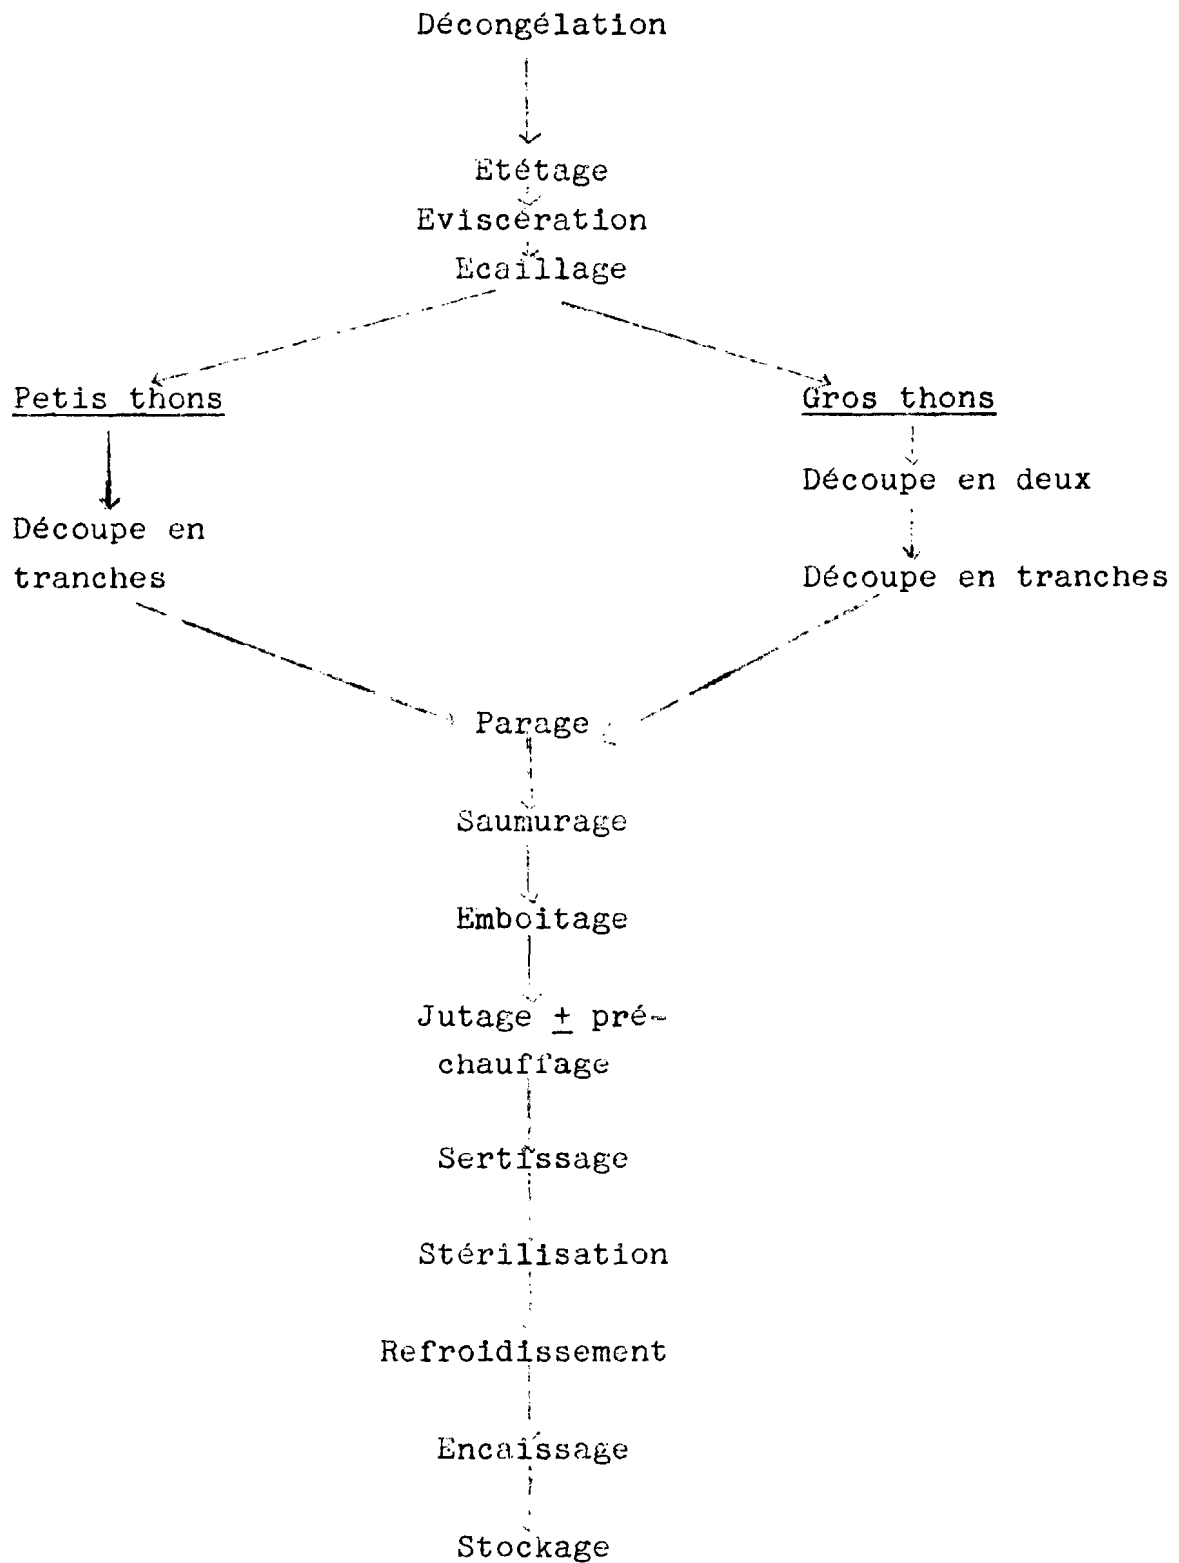 Décongélation
Etétage
Eviscération
Ecaillage
Petis thons
Gros thons
Découpe en deux
Découpe en
tranches
Découpe en tranches
Parage
Saumurage
Emboitage
Jutage ± pré-
chauffage
Sertissage
Stérilisation
Refroidissement
Encaissage
Stockage